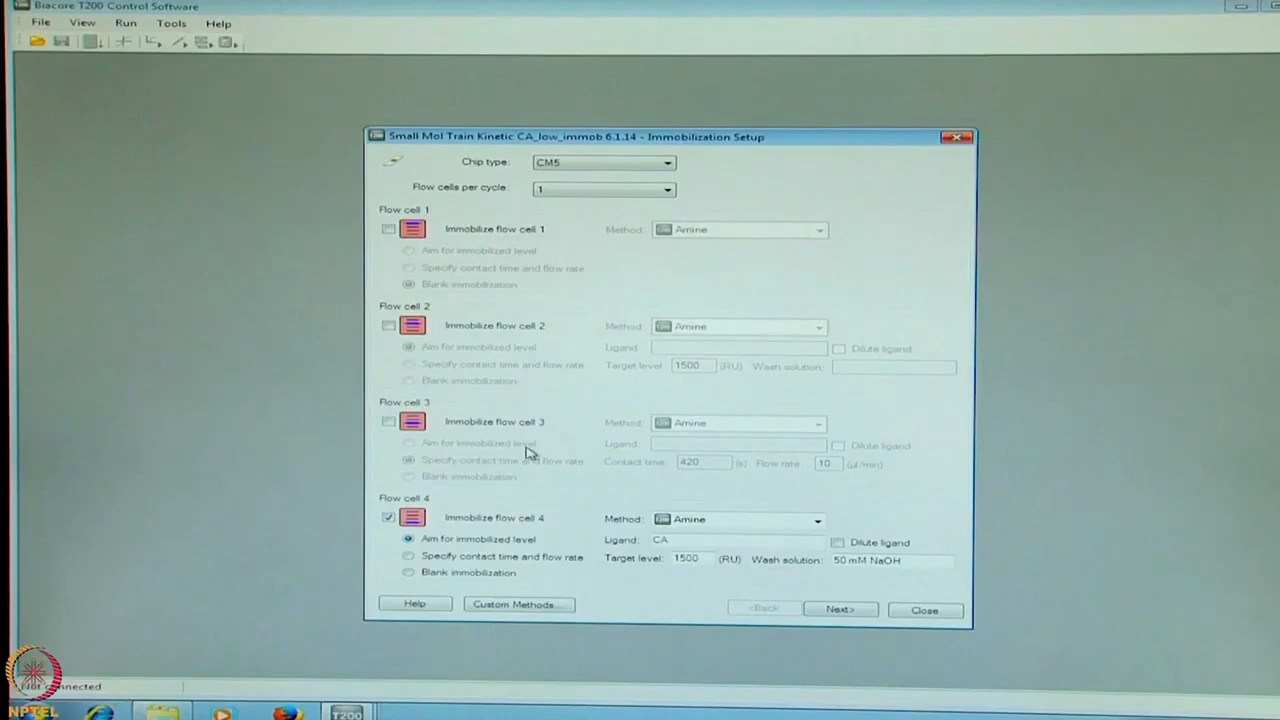 Biacore T200 Control Software
File View Run Tools Help
Small Mol Train Kinetic CA_low_immob 6.1.14 - Immobilization Setup
Chip type: CM5
Flow cells per cycle: 1
Flow cell 1
Immobilize flow cell 1 Method: Amine
Aim for immobilized level
Specify contact time and flow rate
Blank immobilization
Flow cell 2
Immobilize flow cell 2 Method: Amine
Aim for immobilized level Ligand: Dilute ligand
Specify contact time and flow rate Target level: 1500 (RU) Wash solution:
Blank immobilization
Flow cell 3
Immobilize flow cell 3 Method: Amine
Aim for immobilized level Ligand: Dilute ligand
Specify contact time and flow rate Contact time: 420 (s) Flow rate: 10 (µl/min)
Blank immobilization
Flow cell 4
Immobilize flow cell 4 Method: Amine
Aim for immobilized level Ligand: CA Dilute ligand
Specify contact time and flow rate Target level: 1500 (RU) Wash solution: 50 mM NaOH
Blank immobilization
Help Custom Methods... <Back Next> Close
Not connected
NPTEL T200